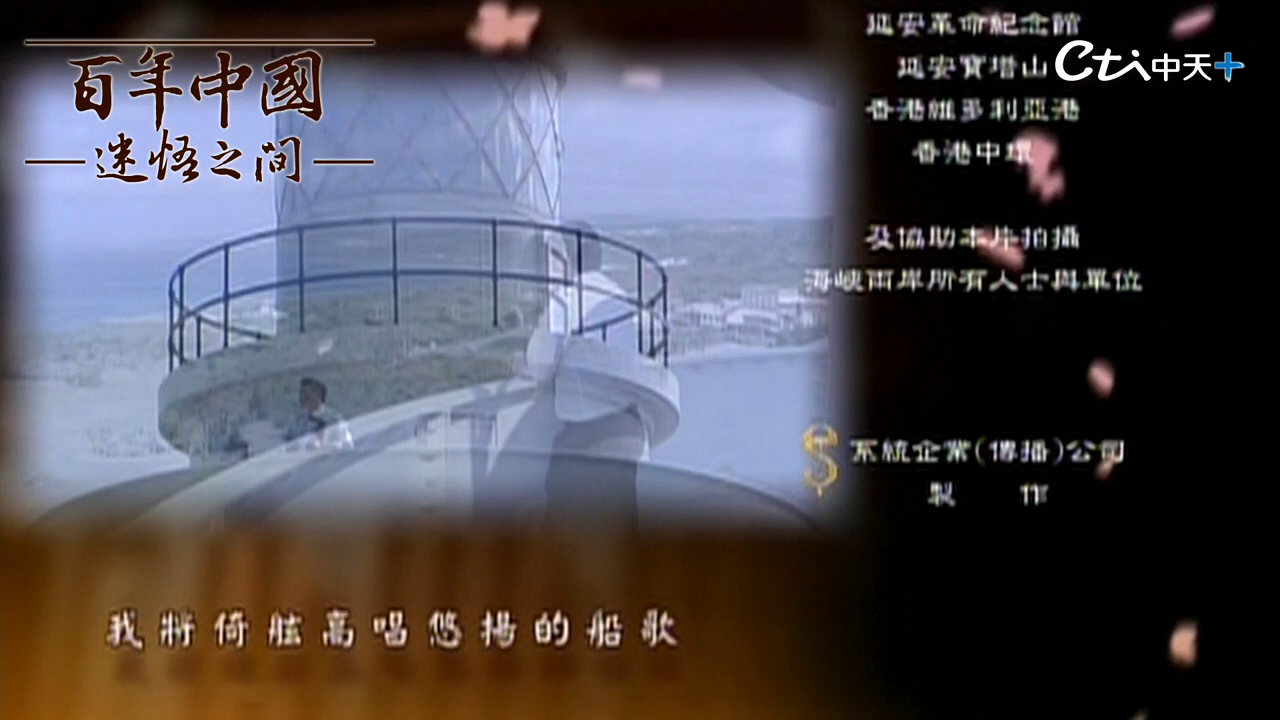 百年中國
迷悟之間
延安革命紀念館
延安寶塔山
Cti中天+
香港維多利亞港
香港中環
及協助本片拍攝
海峽兩岸所有人士與單位
系統企業(傳播)公司
製 作
我將倚舷高唱悠揚的船歌